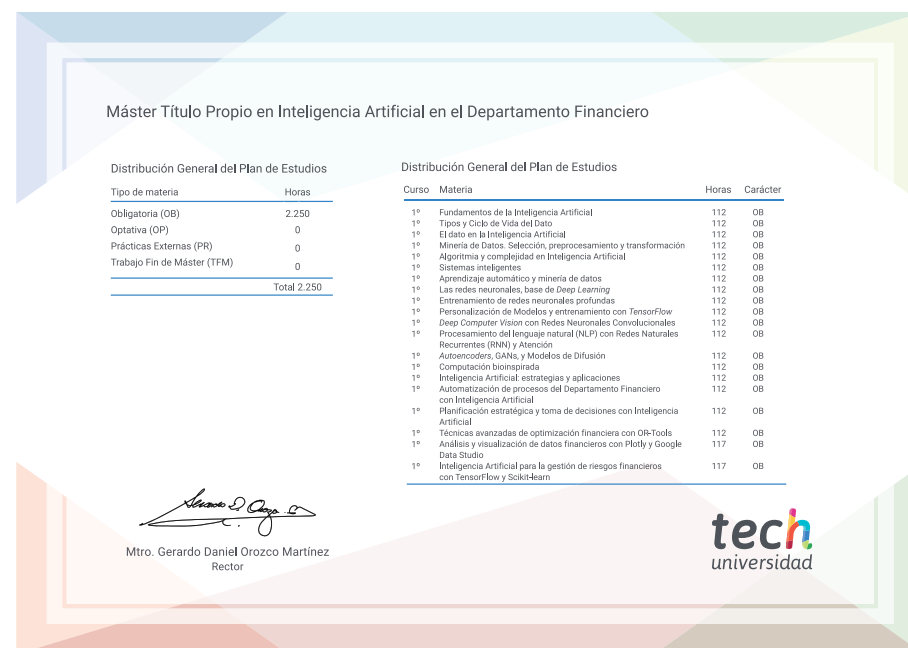 Máster Título Propio en Inteligencia Artificial en el Departamento Financiero
Distribución General del Plan de Estudios
Tipo de materia Horas
Obligatoria (OB) 2.250
Optativa (OP) 0
Prácticas Externas (PR) 0
Trabajo Fin de Máster (TFM) 0
Total 2.250
Distribución General del Plan de Estudios
Curso Materia Horas Carácter
1º Fundamentos de la Inteligencia Artificial 112 OB
1º Tipos y Ciclo de Vida del Dato 112 OB
1º El dato en la Inteligencia Artificial 112 OB
1º Minería de Datos. Selección, preprocesamiento y transformación 112 OB
1º Algoritmia y complejidad en Inteligencia Artificial 112 OB
1º Sistemas inteligentes 112 OB
1º Aprendizaje automático y minería de datos 112 OB
1º Las redes neuronales, base de Deep Learning 112 OB
1º Entrenamiento de redes neuronales profundas 112 OB
1º Personalización de Modelos y entrenamiento con TensorFlow 112 OB
1º Deep Computer Vision con Redes Neuronales Convolucionales 112 OB
1º Procesamiento del lenguaje natural (NLP) con Redes Naturales 112 OB
Recurrentes (RNN) y Atención
1º Autoencoders, GANs, y Modelos de Difusión 112 OB
1º Computación bioinspirada 112 OB
1º Inteligencia Artificial: estrategias y aplicaciones 112 OB
1º Automatización de procesos del Departamento Financiero 112 OB
con Inteligencia Artificial
1º Planificación estratégica y toma de decisiones con Inteligencia 112 OB
Artificial
1º Técnicas avanzadas de optimización financiera con OR-Tools 112 OB
1º Análisis y visualización de datos financieros con Plotly y Google 117 OB
Data Studio
1º Inteligencia Artificial para la gestión de riesgos financieros 117 OB
con TensorFlow y Scikit-learn
Mtro. Gerardo Daniel Orozco Martínez
Rector
tech
universidad